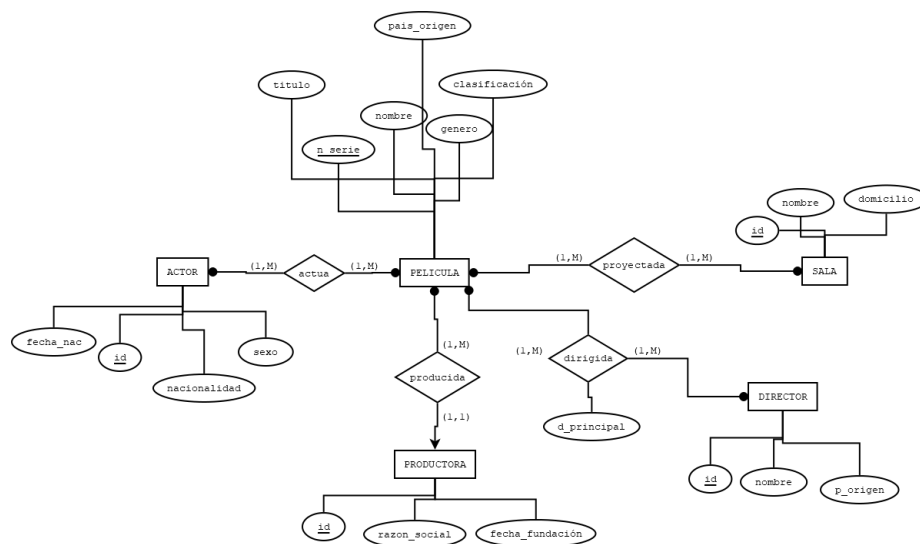 pais_origen
titulo
clasificación
nombre
genero
n_serie
nombre
domicilio
id
ACTOR
(1,M)
actua
(1,M)
PELICULA
(1,M)
proyectada
(1,M)
SALA
fecha_nac
id
sexo
nacionalidad
(1,M)
producida
(1,1)
(1,M)
dirigida
(1,M)
d_principal
DIRECTOR
id
nombre
p_origen
PRODUCTORA
id
razon_social
fecha_fundación